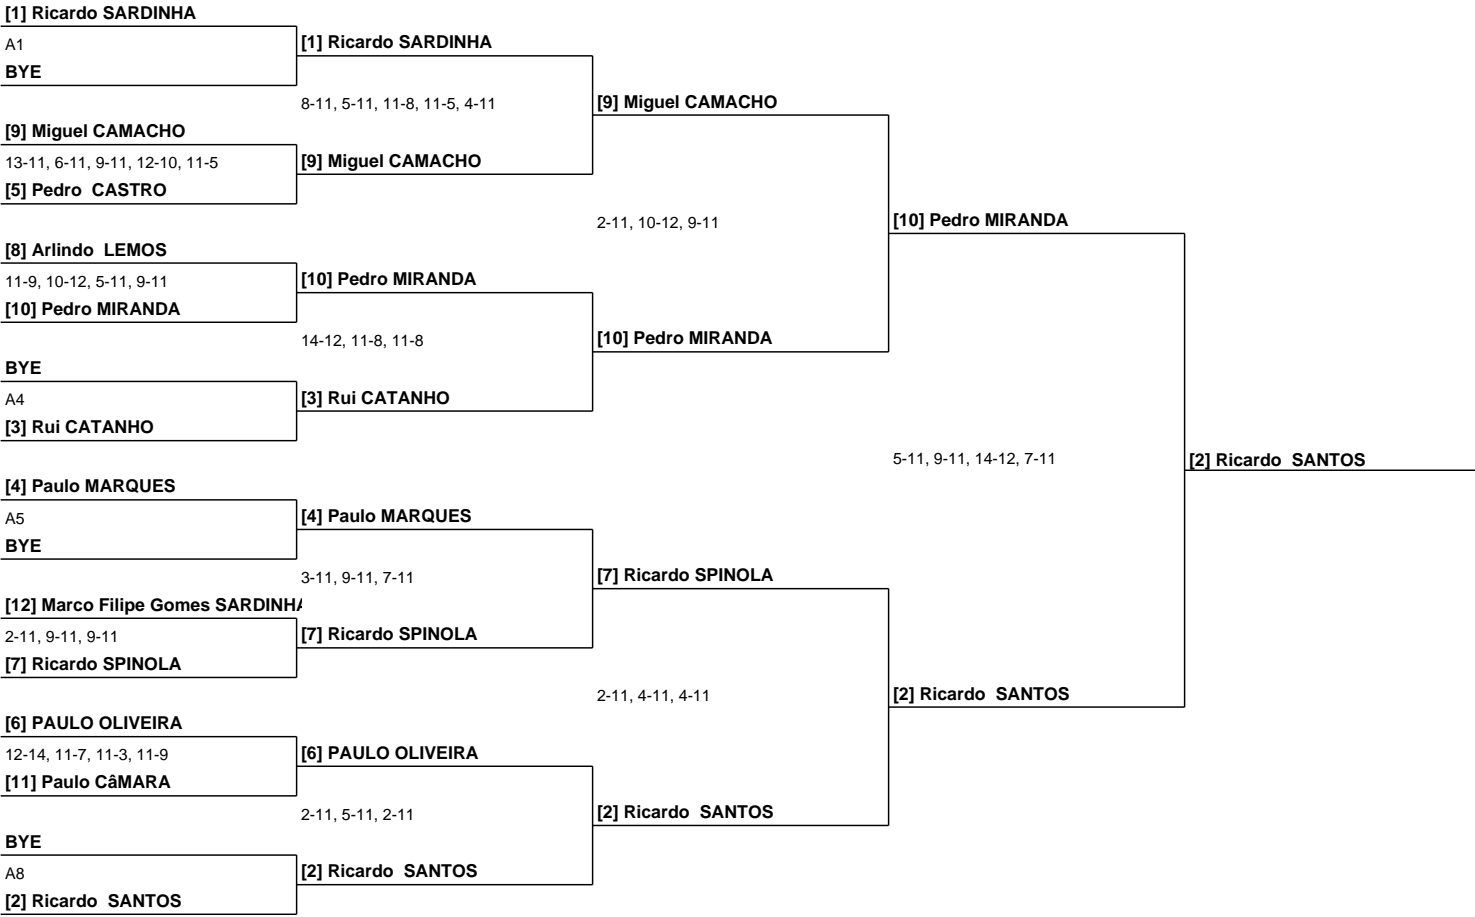 [1] Ricardo SARDINHA
A1
BYE
[9] Miguel CAMACHO
13-11, 6-11, 9-11, 12-10, 11-5
[5] Pedro  CASTRO
[8] Arlindo  LEMOS
11-9, 10-12, 5-11, 9-11
[10] Pedro MIRANDA
BYE
A4
[3] Rui CATANHO
[4] Paulo MARQUES
A5
BYE
[12] Marco Filipe Gomes SARDINHA
2-11, 9-11, 9-11
[7] Ricardo SPINOLA
[6] PAULO OLIVEIRA
12-14, 11-7, 11-3, 11-9
[11] Paulo CâMARA
BYE
A8
[2] Ricardo  SANTOS
[1] Ricardo SARDINHA
8-11, 5-11, 11-8, 11-5, 4-11
[9] Miguel CAMACHO
[10] Pedro MIRANDA
14-12, 11-8, 11-8
[3] Rui CATANHO
[4] Paulo MARQUES
3-11, 9-11, 7-11
[7] Ricardo SPINOLA
[6] PAULO OLIVEIRA
2-11, 5-11, 2-11
[2] Ricardo  SANTOS
[9] Miguel CAMACHO
2-11, 10-12, 9-11
[10] Pedro MIRANDA
[7] Ricardo SPINOLA
2-11, 4-11, 4-11
[2] Ricardo  SANTOS
[10] Pedro MIRANDA
5-11, 9-11, 14-12, 7-11
[2] Ricardo  SANTOS
[2] Ricardo  SANTOS